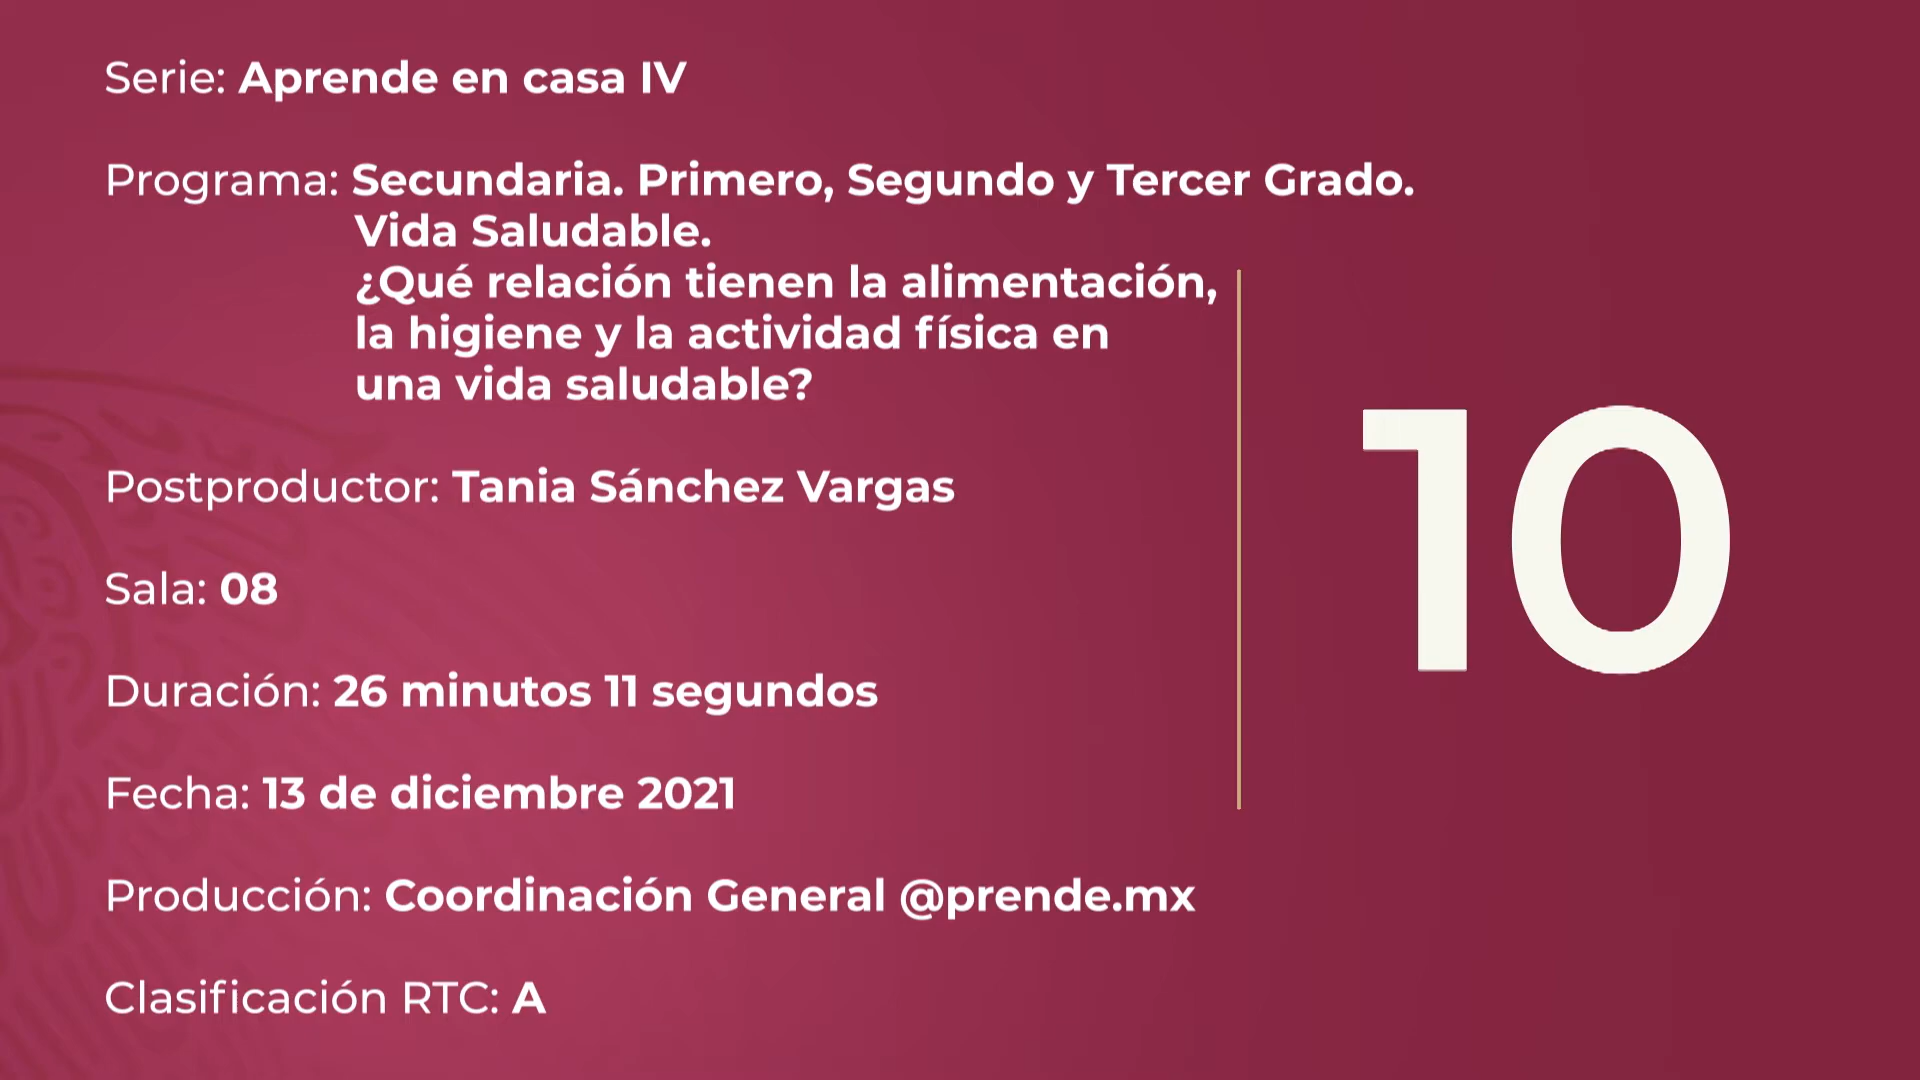 Serie: Aprende en casa IV
Programa: Secundaria. Primero, Segundo y Tercer Grado.
Vida Saludable.
¿Qué relación tienen la alimentación,
la higiene y la actividad física en
una vida saludable?
Postproductor: Tania Sánchez Vargas
Sala: 08
Duración: 26 minutos 11 segundos
Fecha: 13 de diciembre 2021
Producción: Coordinación General @prende.mx
Clasificación RTC: A
10